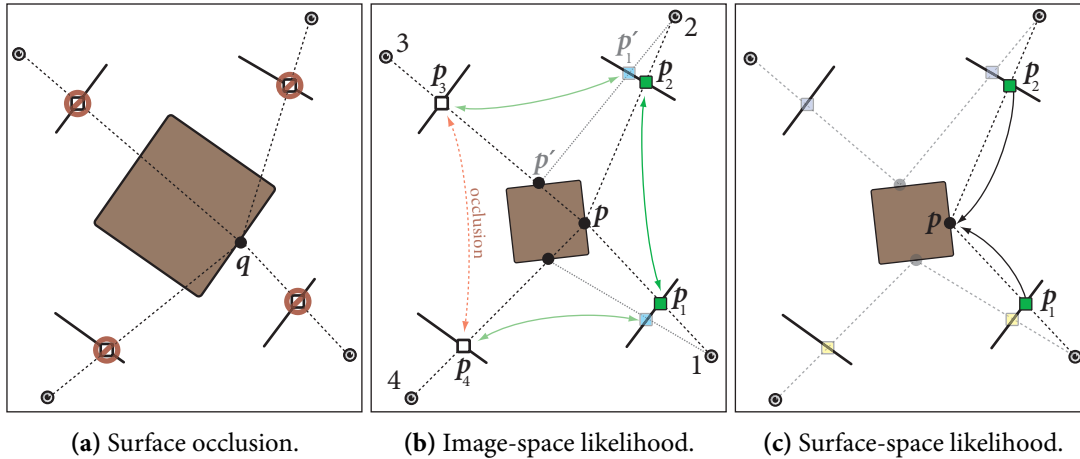 q
3
2
p′₁
p₂
p₃
p′
p
occlusion
p₁
p₄
1
4
p₂
p
p₁
(a) Surface occlusion.
(b) Image-space likelihood.
(c) Surface-space likelihood.